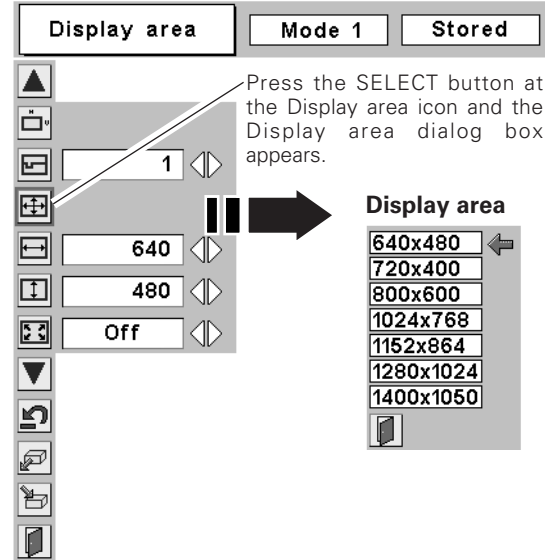 Display area Mode 1 Stored
Press the SELECT button at
the Display area icon and the
Display area dialog box
appears.
H
V
1
640
480
Off
Display area
640x480
720x400
800x600
1024x768
1152x864
1280x1024
1400x1050